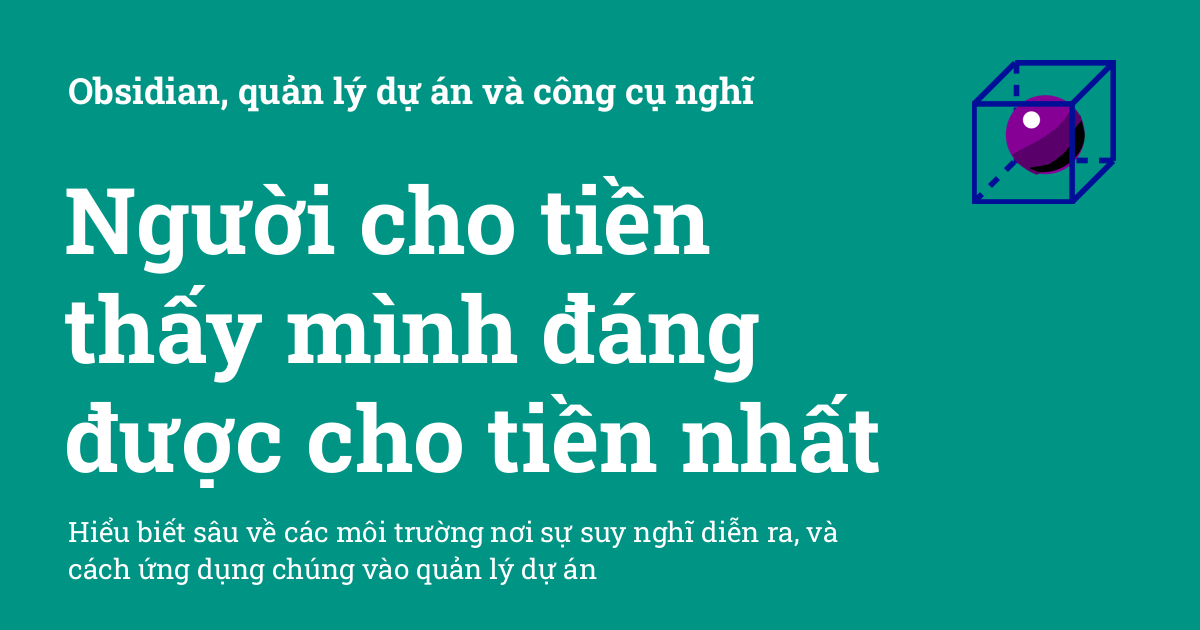 Obsidian, quản lý dự án và công cụ nghĩ
Người cho tiền
thấy mình đáng
được cho tiền nhất
Hiểu biết sâu về các môi trường nơi sự suy nghĩ diễn ra, và
cách ứng dụng chúng vào quản lý dự án